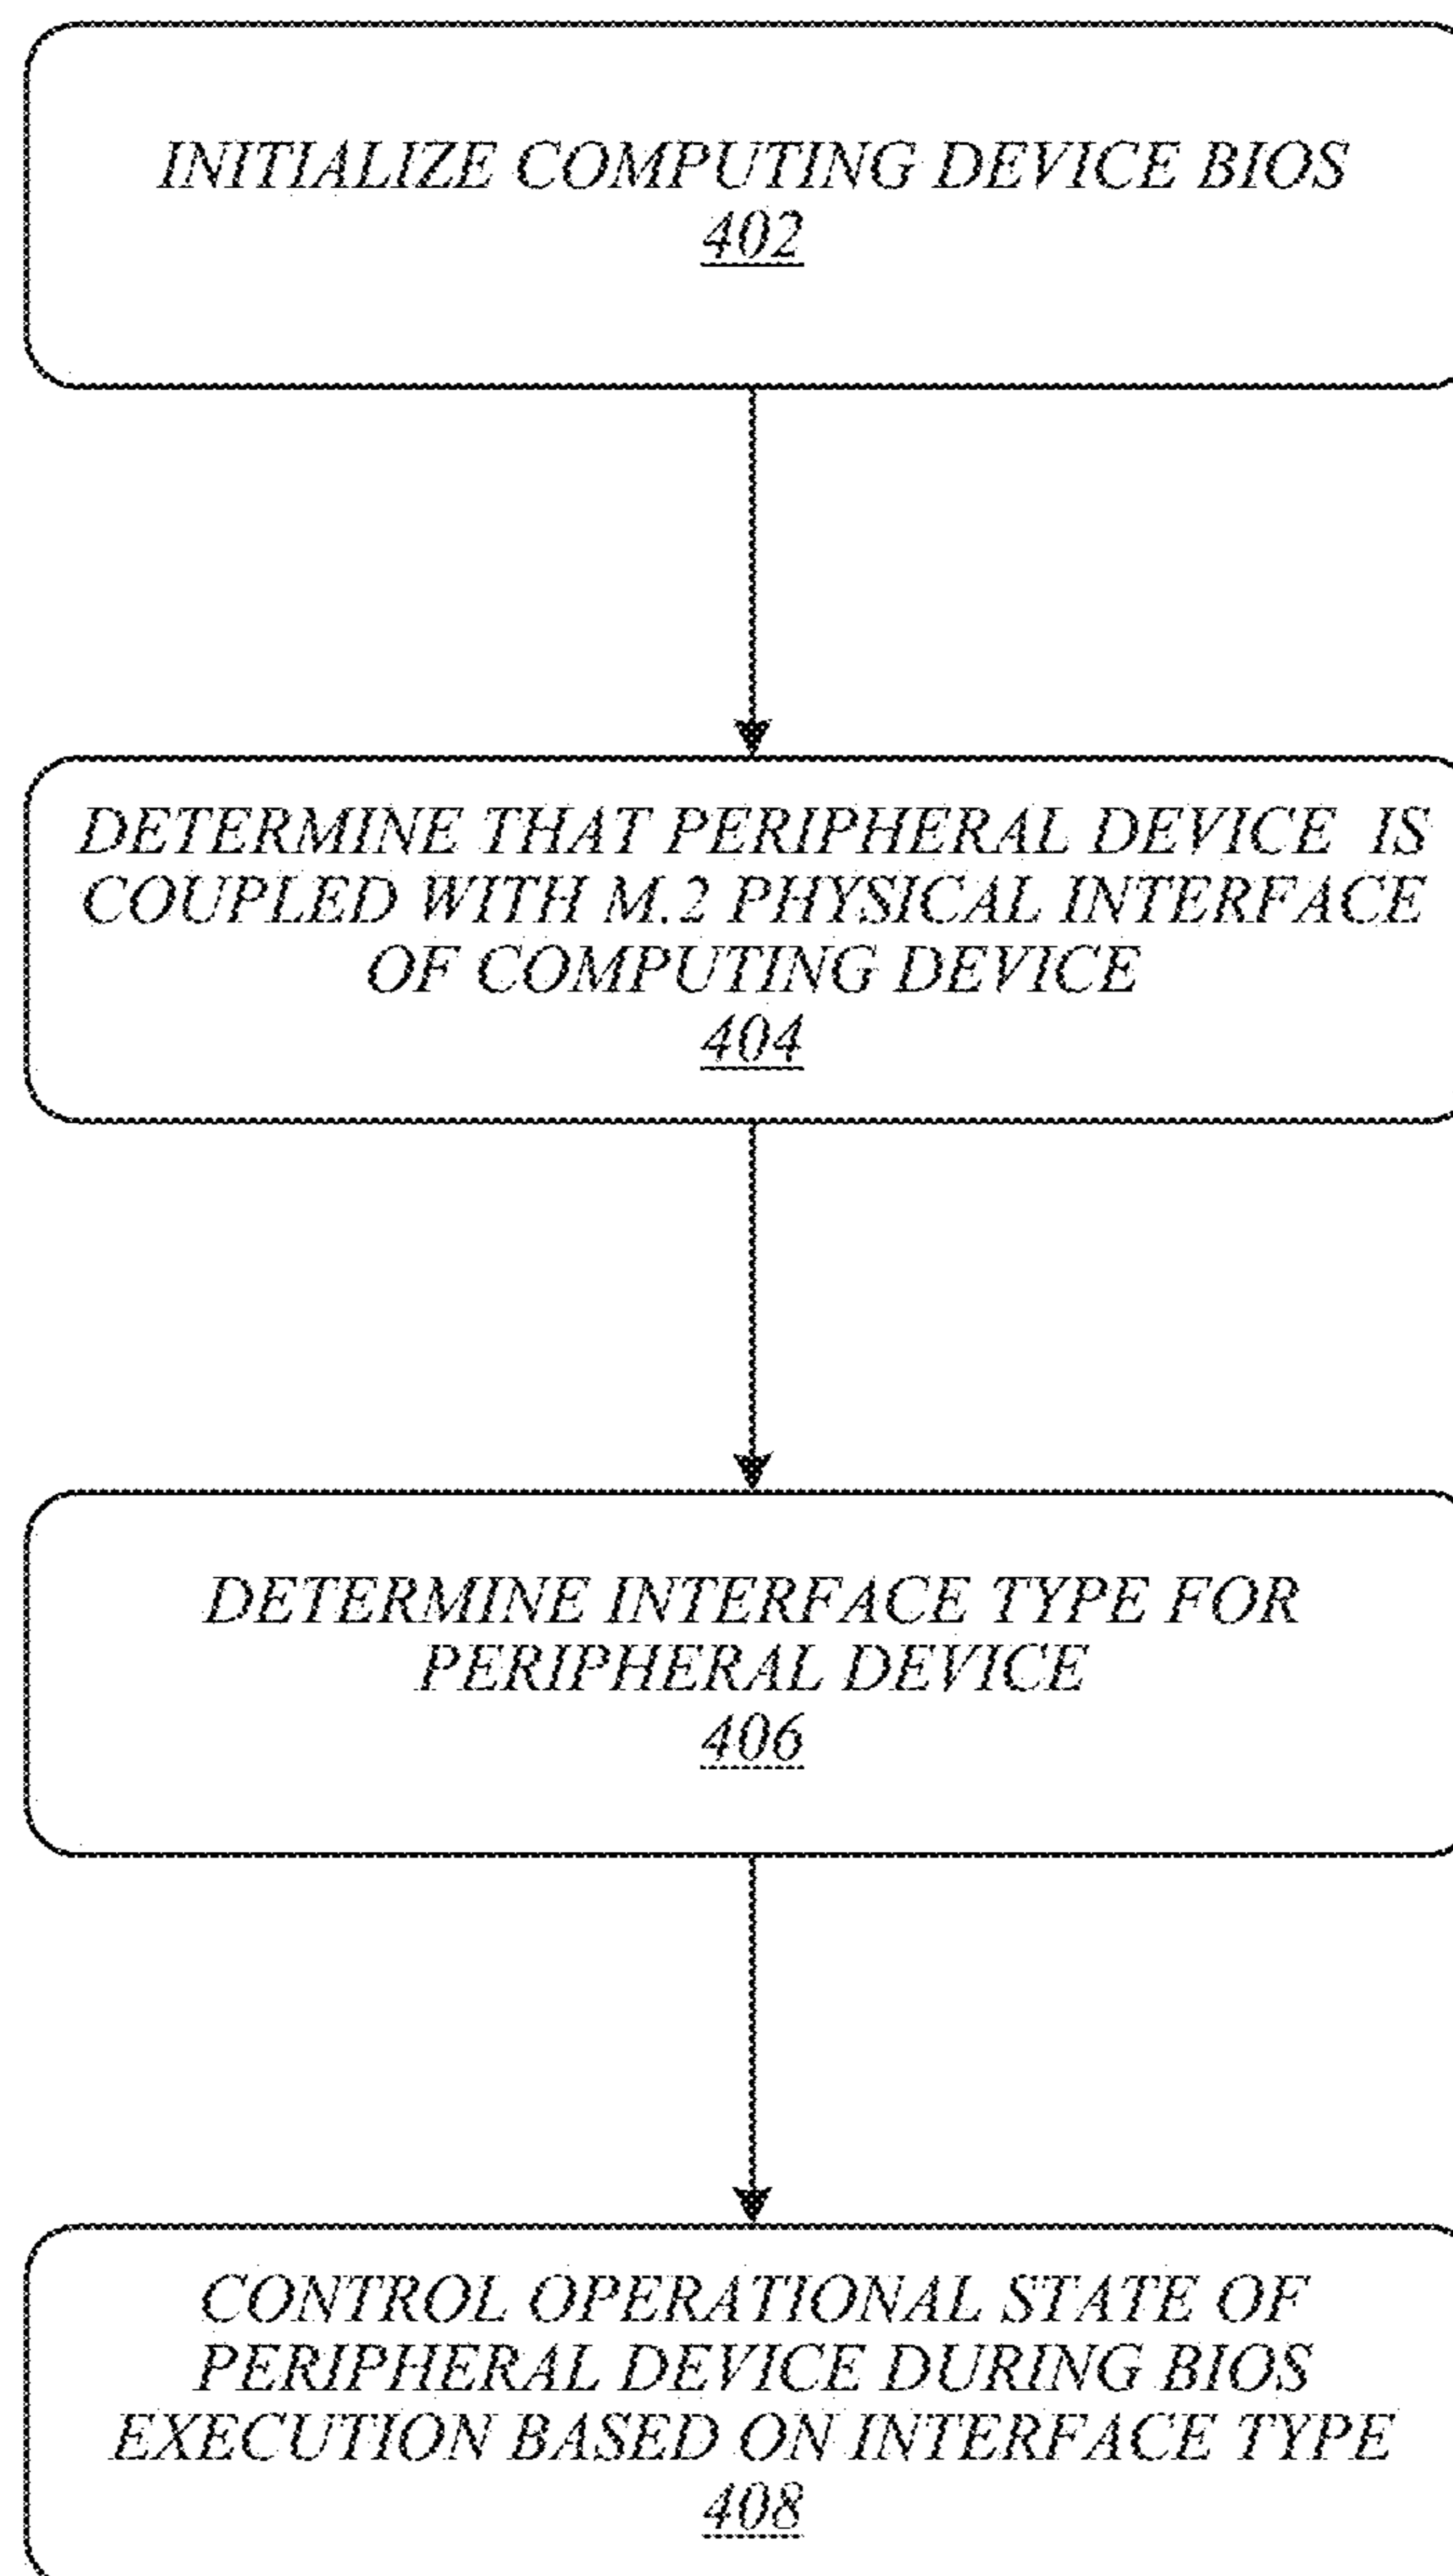 INITIALIZE COMPUTING DEVICE BIOS
402
DETERMINE THAT PERIPHERAL DEVICE IS
COUPLED WITH M.2 PHYSICAL INTERFACE
OF COMPUTING DEVICE
404
DETERMINE INTERFACE TYPE FOR
PERIPHERAL DEVICE
406
CONTROL OPERATIONAL STATE OF
PERIPHERAL DEVICE DURING BIOS
EXECUTION BASED ON INTERFACE TYPE
408